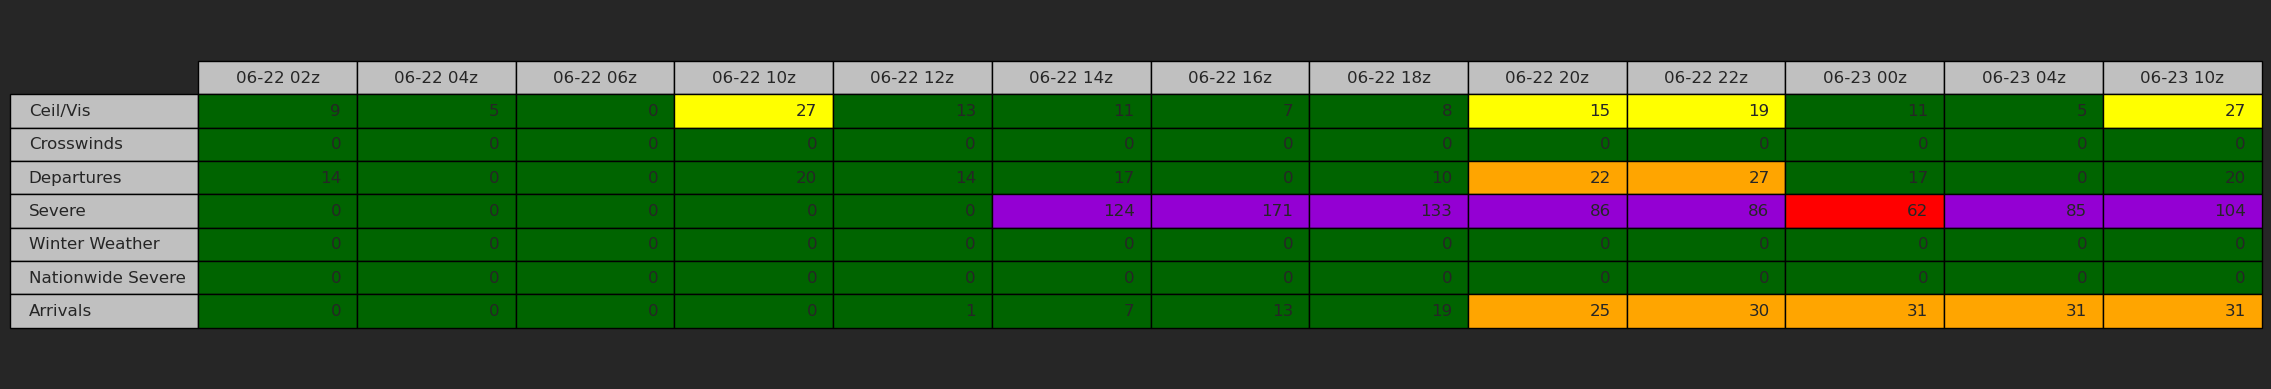 06-22 02z 06-22 04z 06-22 06z 06-22 10z 06-22 12z 06-22 14z 06-22 16z 06-22 18z 06-22 20z 06-22 22z 06-23 00z 06-23 04z 06-23 10z
Ceil/Vis 9 5 0 27 13 11 7 8 15 19 11 5 27
Crosswinds 0 0 0 0 0 0 0 0 0 0 0 0 0
Departures 14 0 0 20 14 17 0 10 22 27 17 0 20
Severe 0 0 0 0 0 124 171 133 86 86 62 85 104
Winter Weather 0 0 0 0 0 0 0 0 0 0 0 0 0
Nationwide Severe 0 0 0 0 0 0 0 0 0 0 0 0 0
Arrivals 0 0 0 0 1 7 13 19 25 30 31 31 31